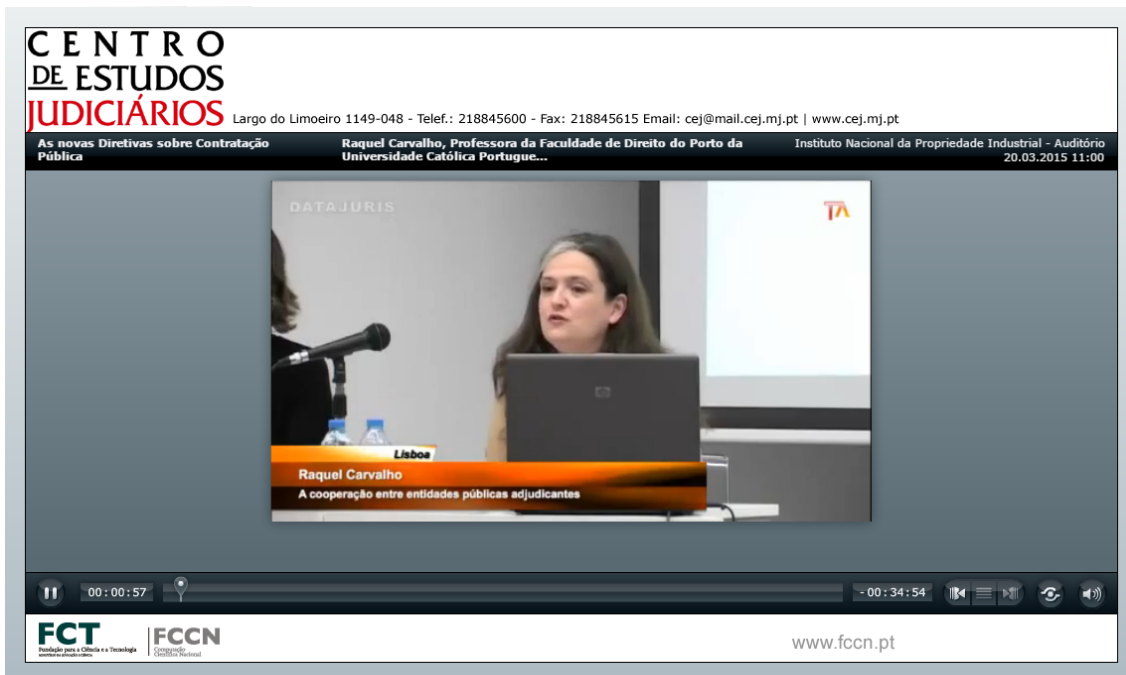 CENTRO
DE ESTUDOS
JUDICIÁRIOS
Largo do Limoeiro 1149-048 - Telef.: 218845600 - Fax: 218845615 Email: cej@mail.cej.mj.pt | www.cej.mj.pt
As novas Diretivas sobre Contratação
Pública
Raquel Carvalho, Professora da Faculdade de Direito do Porto da
Universidade Católica Portugue...
Instituto Nacional da Propriedade Industrial - Auditório
20.03.2015 11:00
DATAJURIS
TA
hp
Lisboa
Raquel Carvalho
A cooperação entre entidades públicas adjudicantes
00:00:57
-00:34:54
FCT
Fundação para a Ciência e a Tecnologia
FCCN
Computação
Científica Nacional
www.fccn.pt